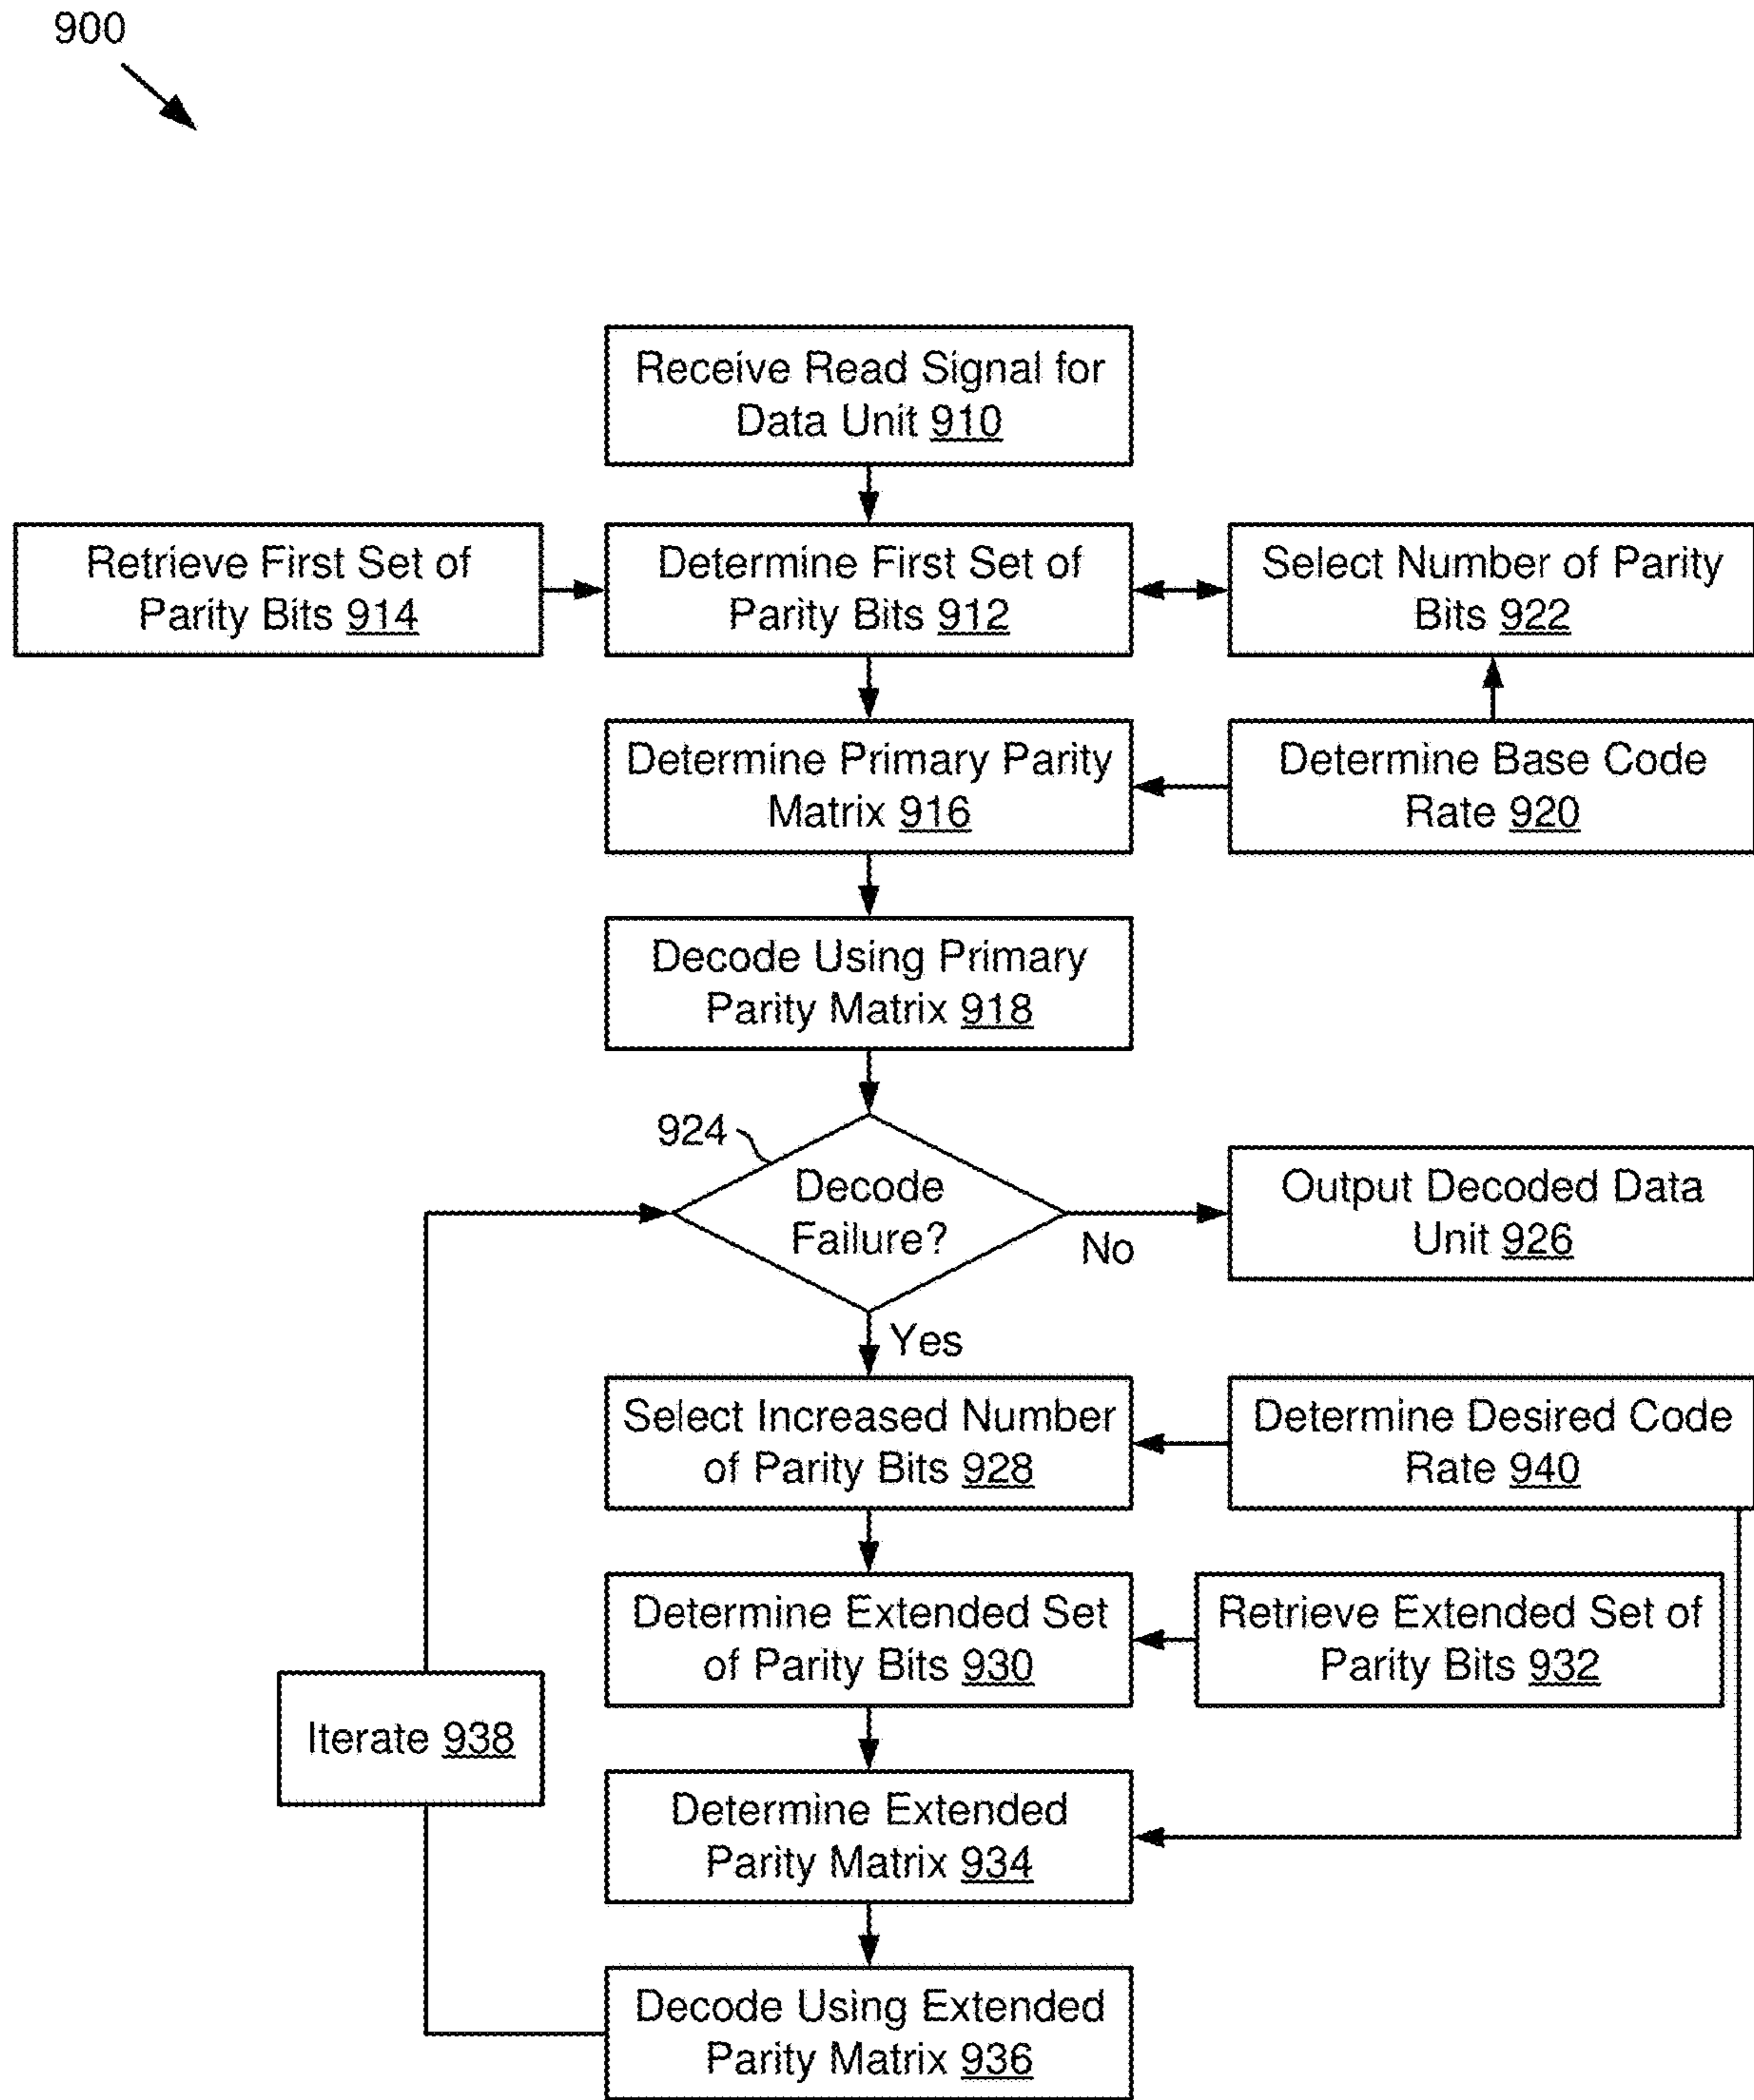 900
Receive Read Signal for
Data Unit 910
Retrieve First Set of
Parity Bits 914
Determine First Set of
Parity Bits 912
Select Number of Parity
Bits 922
Determine Primary Parity
Matrix 916
Determine Base Code
Rate 920
Decode Using Primary
Parity Matrix 918
924
Decode
Failure?
No
Output Decoded Data
Unit 926
Yes
Select Increased Number
of Parity Bits 928
Determine Desired Code
Rate 940
Determine Extended Set
of Parity Bits 930
Retrieve Extended Set of
Parity Bits 932
Iterate 938
Determine Extended
Parity Matrix 934
Decode Using Extended
Parity Matrix 936